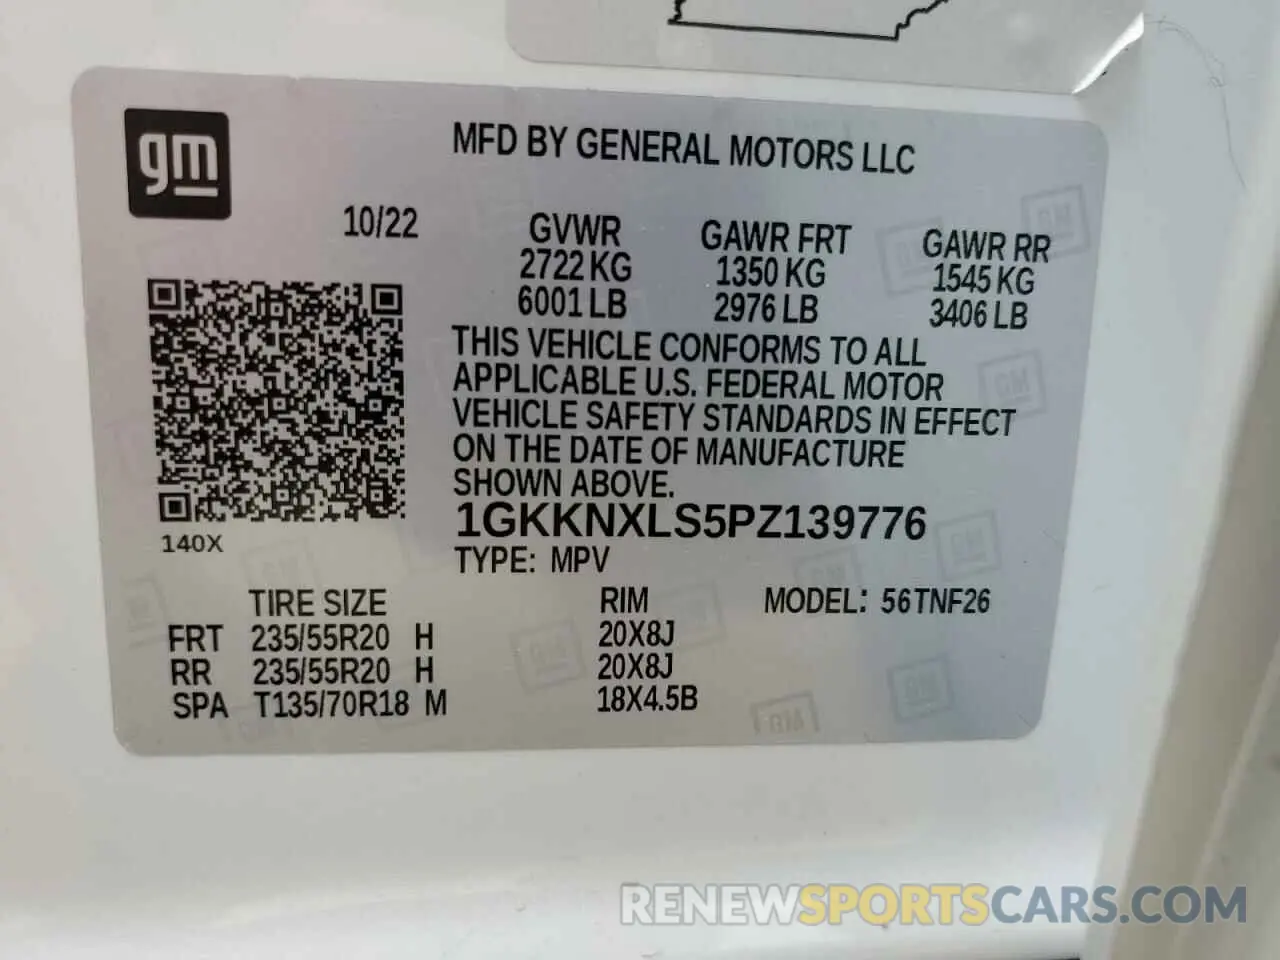 gm
MFD BY GENERAL MOTORS LLC
10/22
GVWR GAWR FRT GAWR RR
2722 KG 1350 KG 1545 KG
6001 LB 2976 LB 3406 LB
THIS VEHICLE CONFORMS TO ALL
APPLICABLE U.S. FEDERAL MOTOR
VEHICLE SAFETY STANDARDS IN EFFECT
ON THE DATE OF MANUFACTURE
SHOWN ABOVE.
1GKKNXLS5PZ139776
140X
TYPE: MPV
TIRE SIZE RIM MODEL: 56TNF26
FRT 235/55R20 H 20X8J
RR 235/55R20 H 20X8J
SPA T135/70R18 M 18X4.5B
RENEWSPORTSCARS.COM